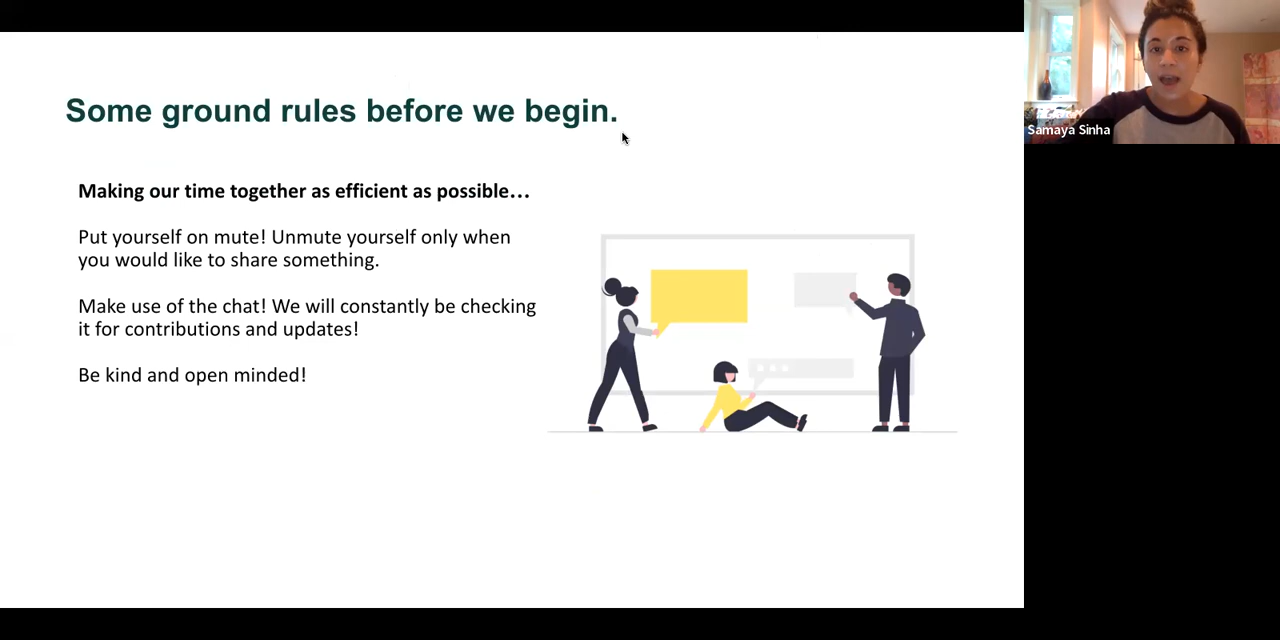 Some ground rules before we begin.
Samaya Sinha
Making our time together as efficient as possible...
Put yourself on mute! Unmute yourself only when
you would like to share something.
Make use of the chat! We will constantly be checking
it for contributions and updates!
Be kind and open minded!